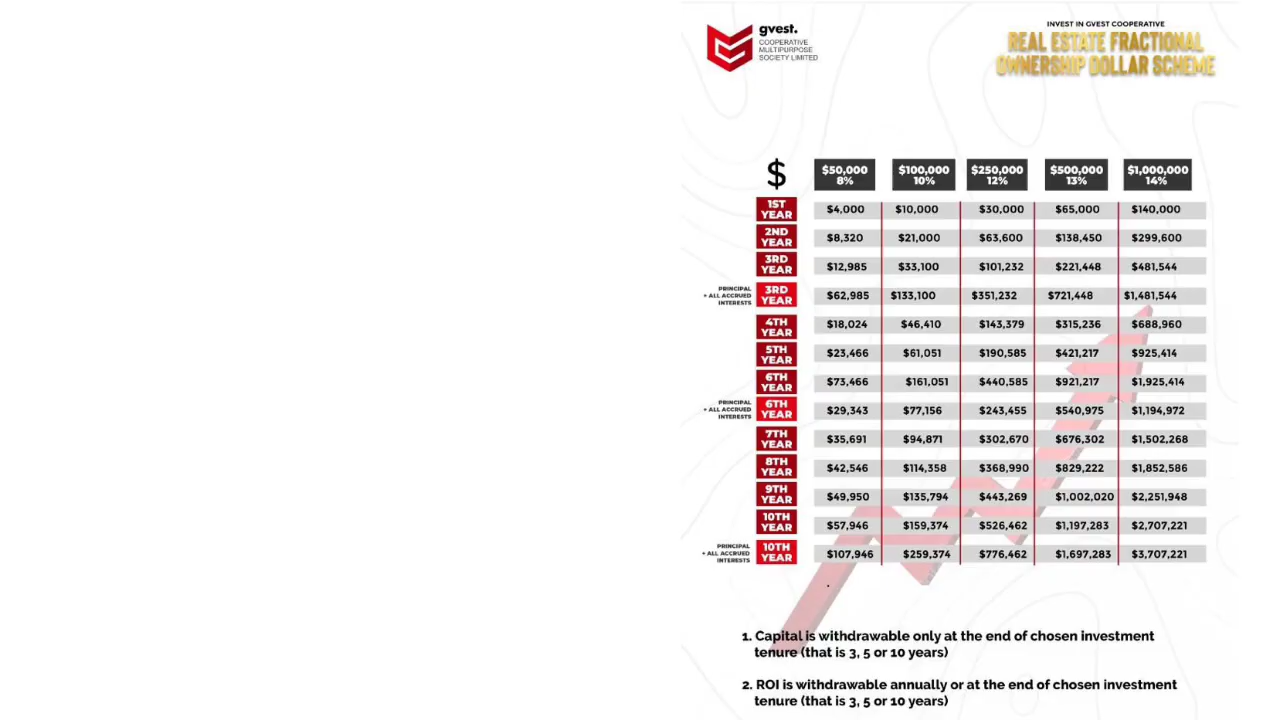 gvest.
COOPERATIVE
MULTIPURPOSE
SOCIETY LIMITED
INVEST IN GVEST COOPERATIVE
REAL ESTATE FRACTIONAL
OWNERSHIP DOLLAR SCHEME
$ $50,000 8% $100,000 10% $250,000 12% $500,000 13% $1,000,000 14%
1ST YEAR $4,000 $10,000 $30,000 $65,000 $140,000
2ND YEAR $8,320 $21,000 $63,600 $138,450 $299,600
3RD YEAR $12,985 $33,100 $101,232 $221,448 $481,544
PRINCIPAL + ALL ACCRUED INTERESTS 3RD YEAR $62,985 $133,100 $351,232 $721,448 $1,481,544
4TH YEAR $18,024 $46,410 $143,379 $315,236 $688,960
5TH YEAR $23,466 $61,051 $190,585 $421,217 $925,414
6TH YEAR $73,466 $161,051 $440,585 $921,217 $1,925,414
PRINCIPAL + ALL ACCRUED INTERESTS 6TH YEAR $29,343 $77,156 $243,455 $540,975 $1,194,972
7TH YEAR $35,691 $94,871 $302,670 $676,302 $1,502,268
8TH YEAR $42,546 $114,358 $368,990 $829,222 $1,852,586
9TH YEAR $49,950 $135,794 $443,269 $1,002,020 $2,251,948
10TH YEAR $57,946 $159,374 $526,462 $1,197,283 $2,707,221
PRINCIPAL + ALL ACCRUED INTERESTS 10TH YEAR $107,946 $259,374 $776,462 $1,697,283 $3,707,221
1. Capital is withdrawable only at the end of chosen investment
tenure (that is 3, 5 or 10 years)
2. ROI is withdrawable annually or at the end of chosen investment
tenure (that is 3, 5 or 10 years)